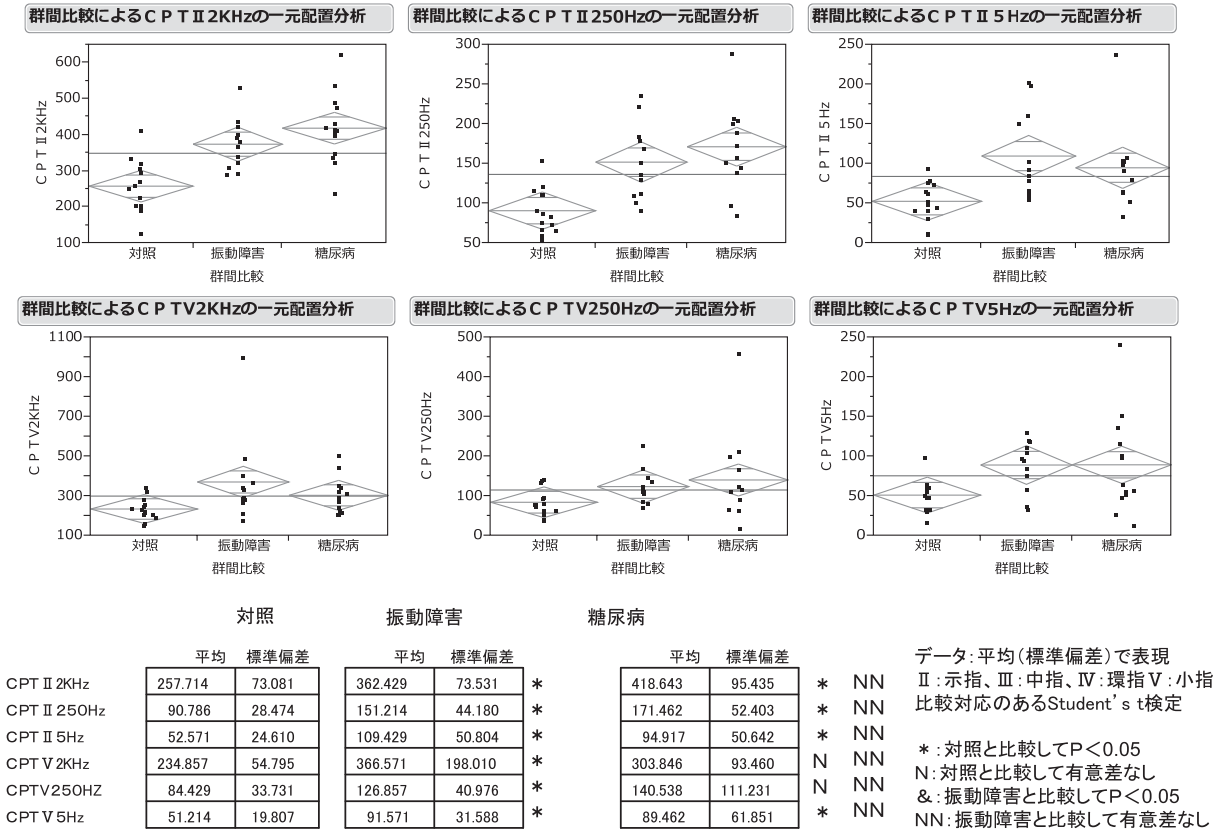 群間比較によるＣＰＴⅡ2KHzの一元配置分析
600
500
400
300
200
100
ＣＰＴⅡ2KHz
対照 振動障害 糖尿病
群間比較
群間比較によるＣＰＴⅡ250Hzの一元配置分析
300
250
200
150
100
50
ＣＰＴⅡ250Hz
対照 振動障害 糖尿病
群間比較
群間比較によるＣＰＴⅡ５Hzの一元配置分析
250
200
150
100
50
0
ＣＰＴⅡ５Hz
対照 振動障害 糖尿病
群間比較
群間比較によるＣＰＴV2KHzの一元配置分析
1100
900
700
500
300
100
ＣＰＴV2KHz
対照 振動障害 糖尿病
群間比較
群間比較によるＣＰＴV250Hzの一元配置分析
500
400
300
200
100
0
ＣＰＴV250Hz
対照 振動障害 糖尿病
群間比較
群間比較によるＣＰＴV5Hzの一元配置分析
250
200
150
100
50
0
ＣＰＴV5Hz
対照 振動障害 糖尿病
群間比較
対照 振動障害 糖尿病
平均 標準偏差 平均 標準偏差 平均 標準偏差
CPTⅡ2KHz 257.714 73.081 362.429 73.531 * 418.643 95.435 * NN
CPTⅡ250Hz 90.786 28.474 151.214 44.180 * 171.462 52.403 * NN
CPTⅡ5Hz 52.571 24.610 109.429 50.804 * 94.917 50.642 * NN
CPTⅤ2KHz 234.857 54.795 366.571 198.010 * 303.846 93.460 N NN
CPTV250HZ 84.429 33.731 126.857 40.976 * 140.538 111.231 N NN
CPTⅤ5Hz 51.214 19.807 91.571 31.588 * 89.462 61.851 * NN
データ:平均(標準偏差)で表現
Ⅱ:示指、Ⅲ:中指、Ⅳ:環指Ⅴ:小指
比較対応のあるStudent’s t検定
*:対照と比較してP＜0.05
N:対照と比較して有意差なし
&:振動障害と比較してP＜0.05
NN:振動障害と比較して有意差なし